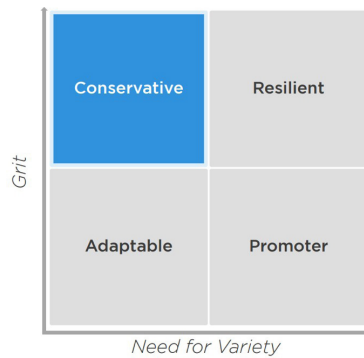 Conservative
Resilient
Grit
Adaptable
Promoter
Need for Variety